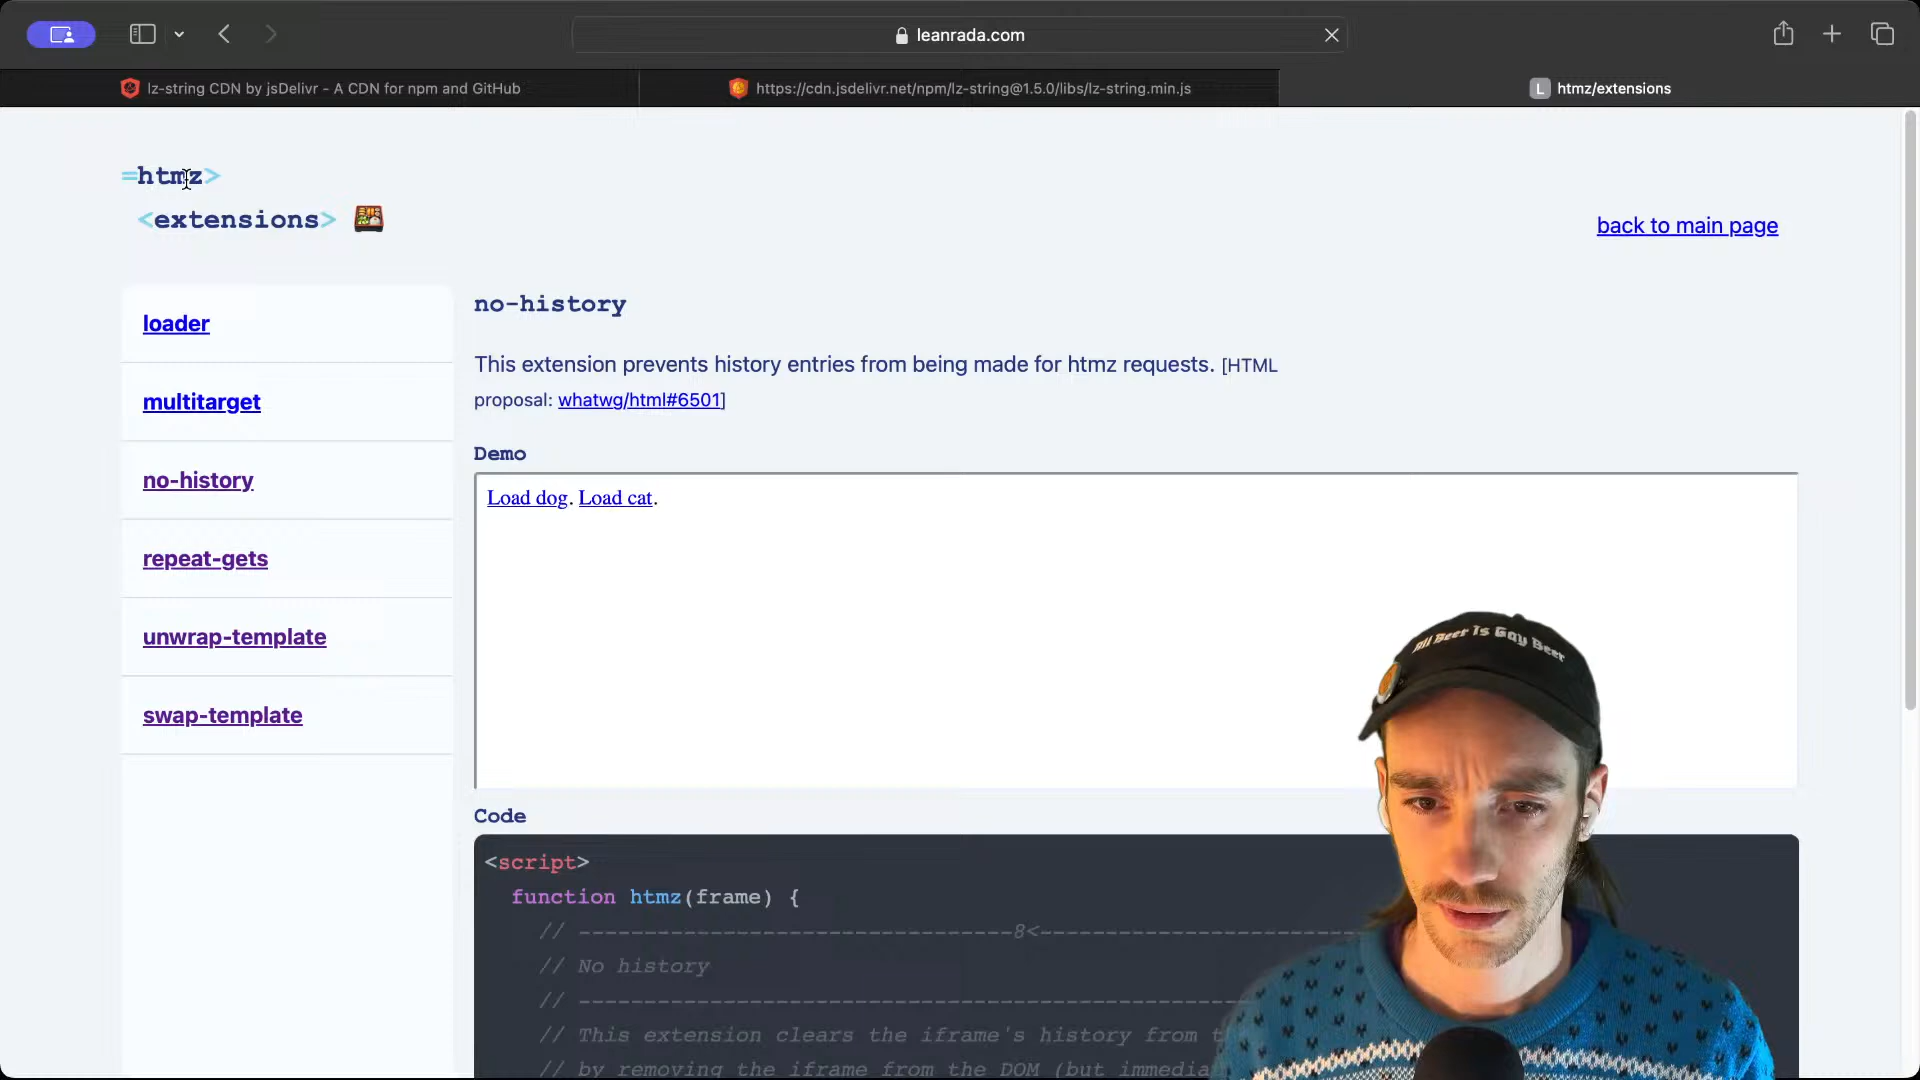 leanrada.com
lz-string CDN by jsDelivr - A CDN for npm and GitHub
https://cdn.jsdelivr.net/npm/lz-string@1.5.0/libs/lz-string.min.js
L htmz/extensions
=htmz>
<extensions>
back to main page
loader
multitarget
no-history
repeat-gets
unwrap-template
swap-template
no-history
This extension prevents history entries from being made for htmz requests. [HTML
proposal: whatwg/html#6501]
Demo
Load dog. Load cat.
Code
<script>
function htmz(frame) {
// --------------------------------8<--------------------------
// No history
// --------------------------------------------------
// This extension clears the iframe's history from t
// by removing the iframe from the DOM (but immedia
All Beer Is Gay Beer